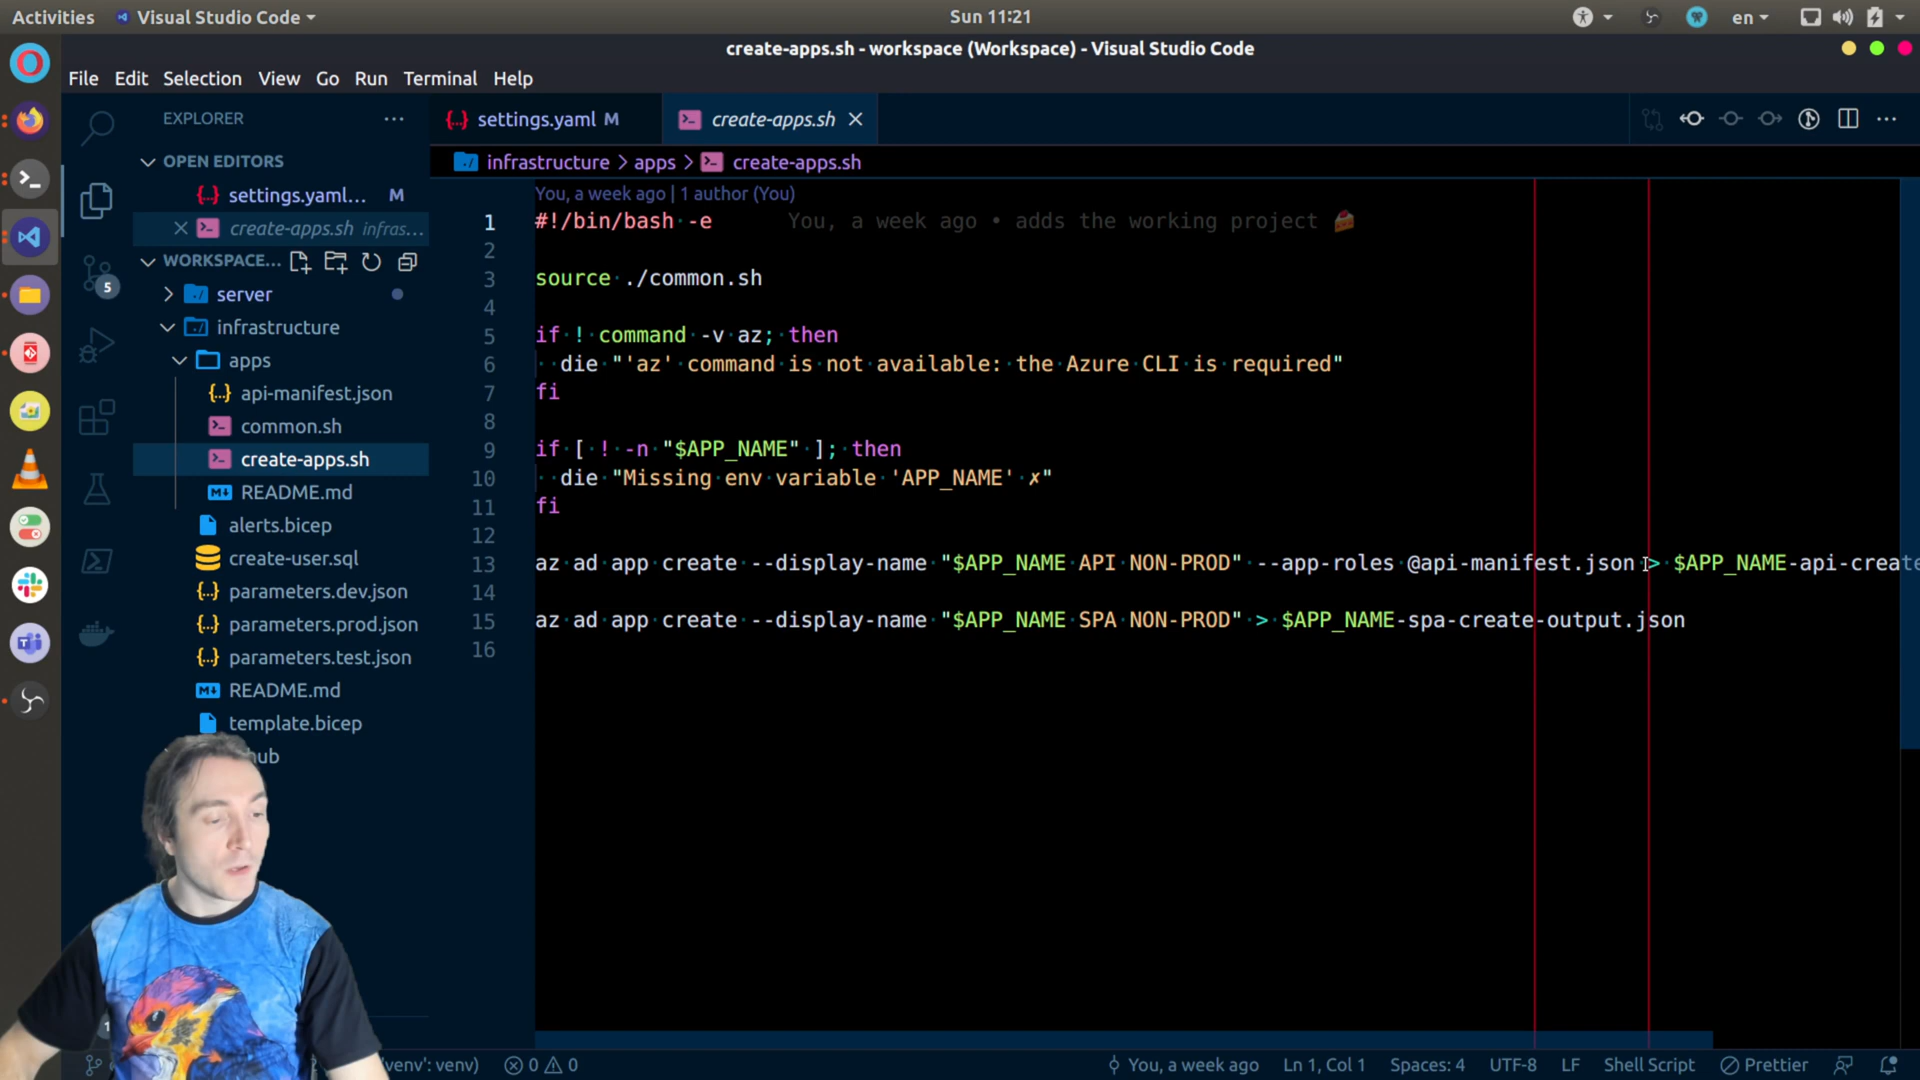 Activities Visual Studio Code Sun 11:21 en
create-apps.sh - workspace (Workspace) - Visual Studio Code
File Edit Selection View Go Run Terminal Help
EXPLORER
settings.yaml M create-apps.sh
OPEN EDITORS
settings.yaml... M
create-apps.sh infras...
WORKSPACE...
server
infrastructure
apps
api-manifest.json
common.sh
create-apps.sh
README.md
alerts.bicep
create-user.sql
parameters.dev.json
parameters.prod.json
parameters.test.json
README.md
template.bicep
hub
5
infrastructure > apps > create-apps.sh
You, a week ago | 1 author (You)
1 #!/bin/bash -e You, a week ago • adds the working project 🍰
2
3 source ./common.sh
4
5 if ! command -v az; then
6 die "'az' command is not available: the Azure CLI is required"
7 fi
8
9 if [ ! -n "$APP_NAME" ]; then
10 die "Missing env variable 'APP_NAME' ✗"
11 fi
12
13 az ad app create --display-name "$APP_NAME API NON-PROD" --app-roles @api-manifest.json > $APP_NAME-api-create
14
15 az ad app create --display-name "$APP_NAME SPA NON-PROD" > $APP_NAME-spa-create-output.json
16
'venv': venv) 0 0 You, a week ago Ln 1, Col 1 Spaces: 4 UTF-8 LF Shell Script Prettier